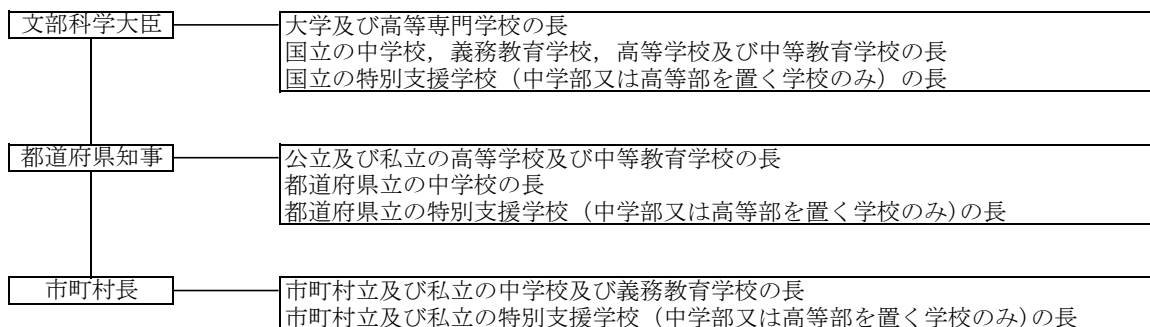 文部科学大臣
大学及び高等専門学校の長
国立の中学校，義務教育学校，高等学校及び中等教育学校の長
国立の特別支援学校（中学部又は高等部を置く学校のみ）の長
都道府県知事
公立及び私立の高等学校及び中等教育学校の長
都道府県立の中学校の長
都道府県立の特別支援学校（中学部又は高等部を置く学校のみ)の長
市町村長
市町村立及び私立の中学校及び義務教育学校の長
市町村立及び私立の特別支援学校（中学部又は高等部を置く学校のみ)の長